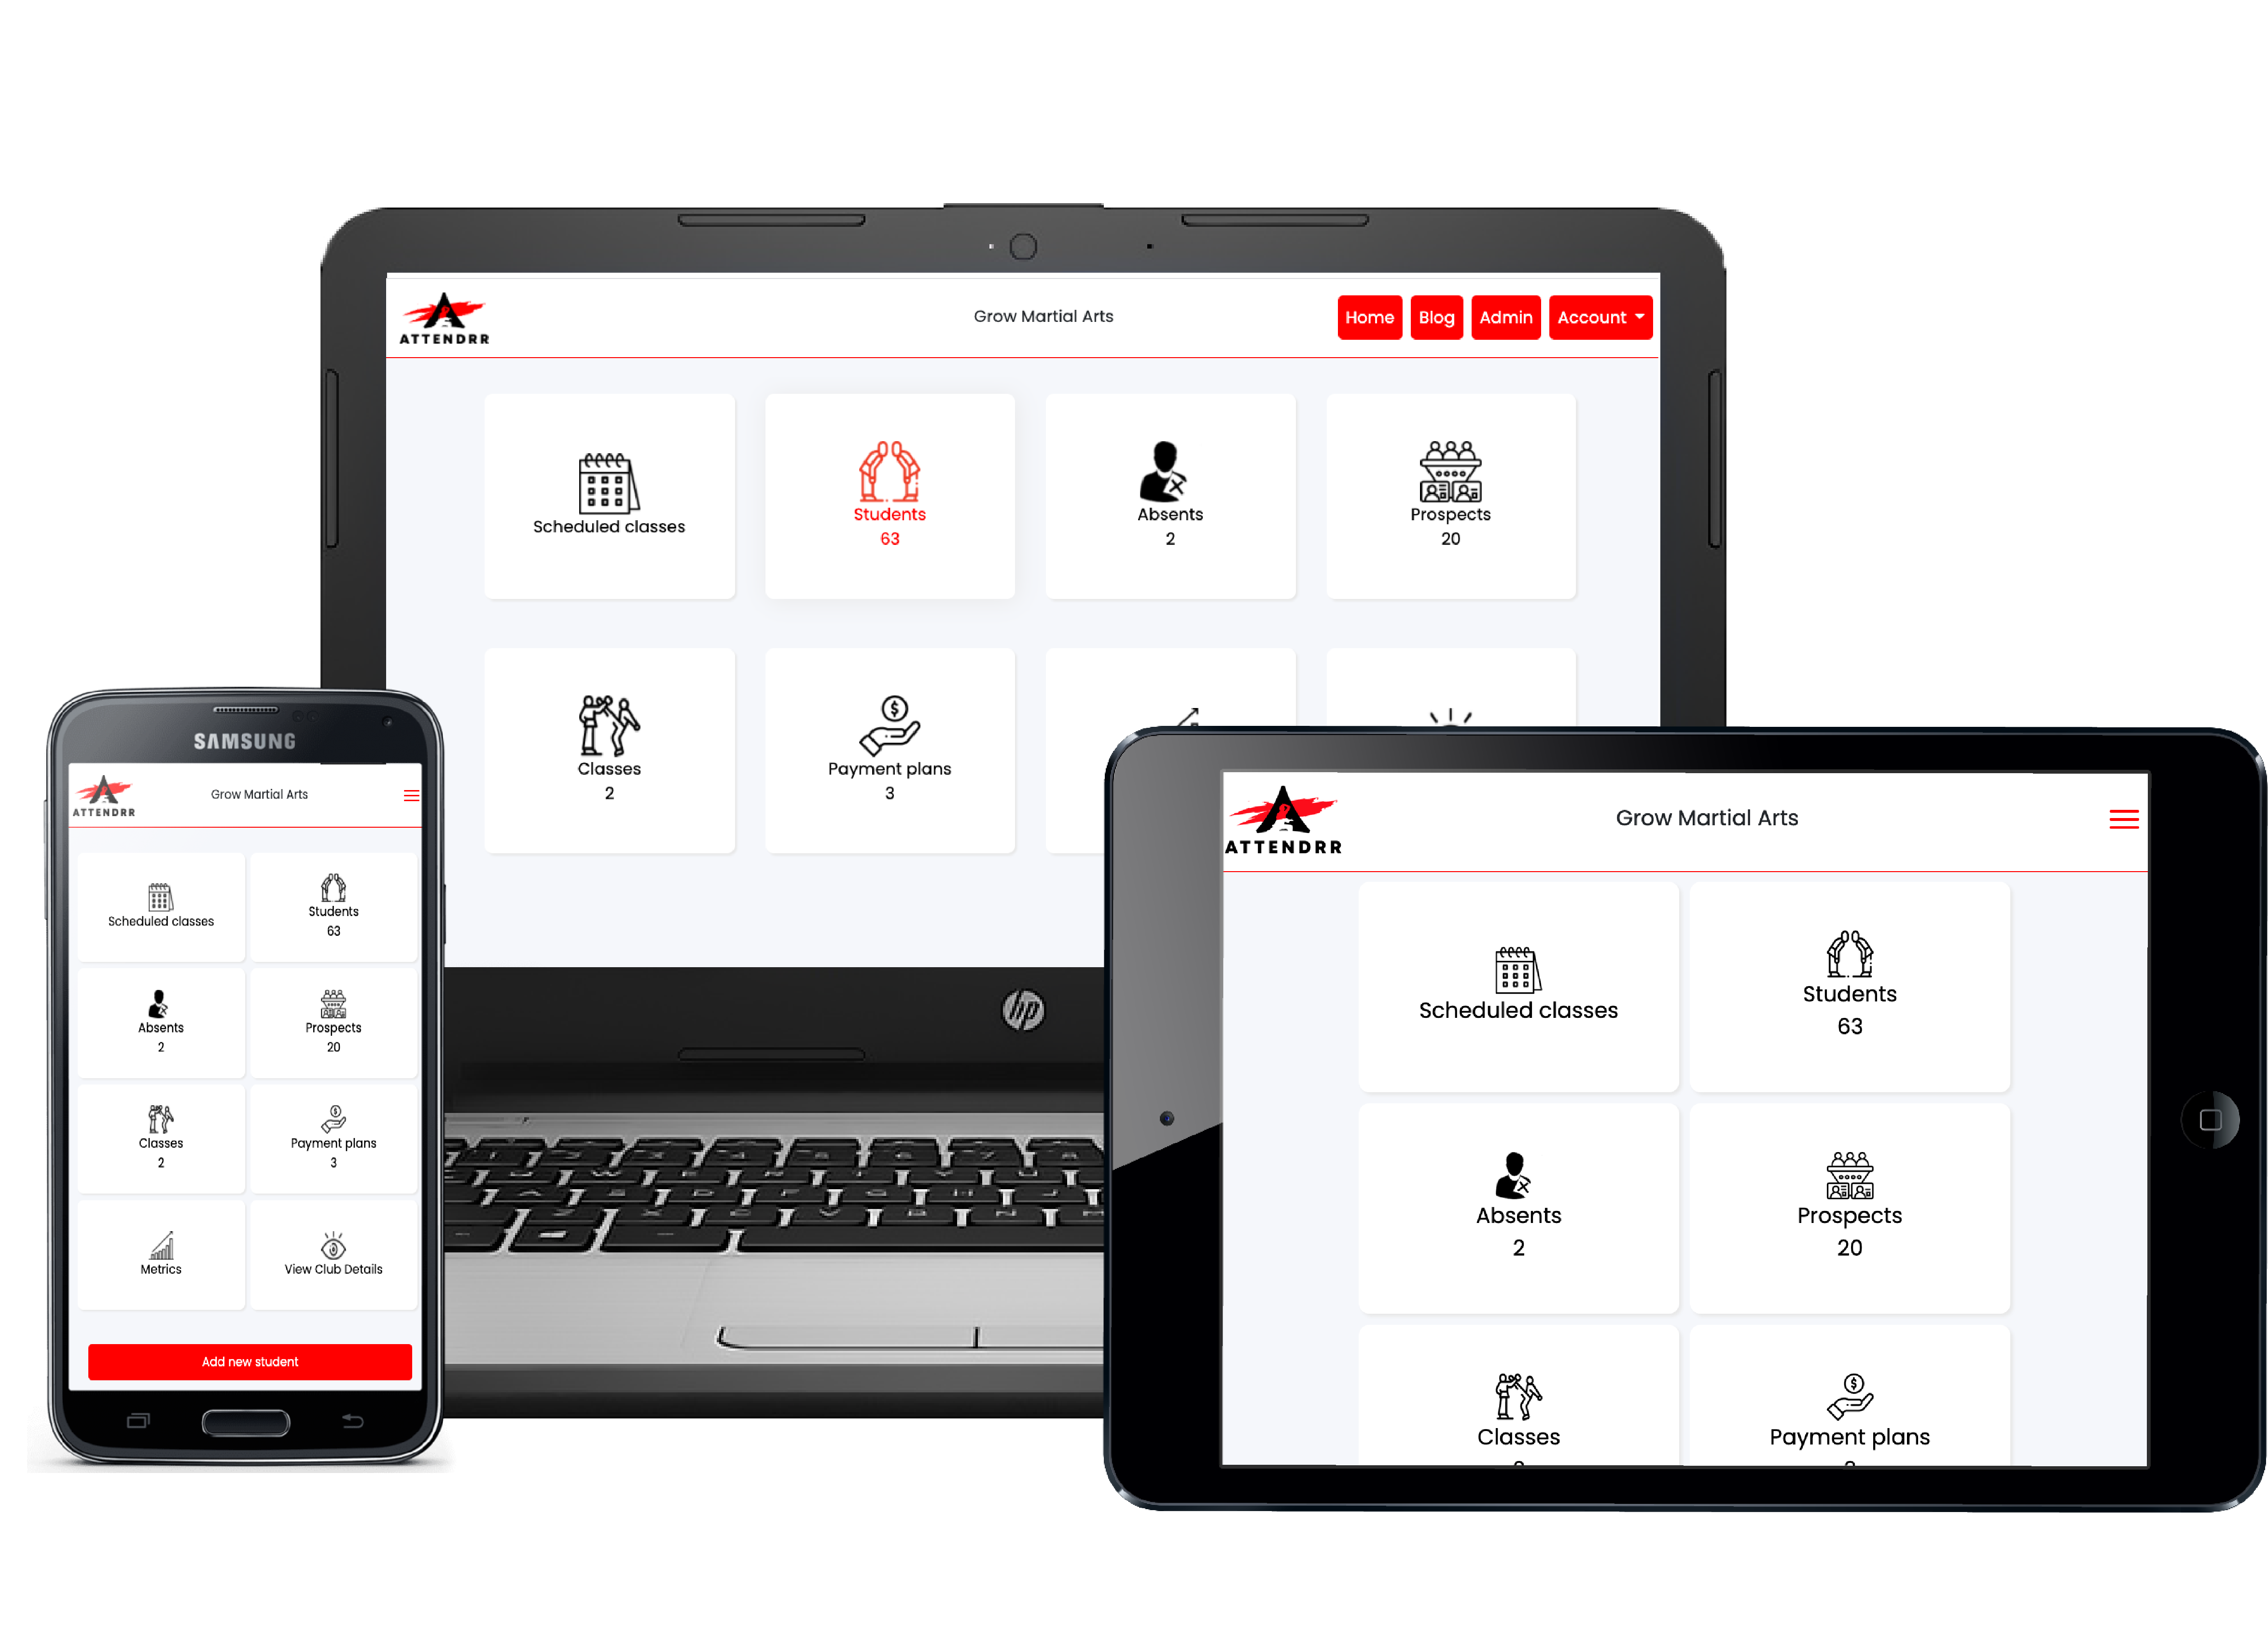 ATTENDRR
Grow Martial Arts
Home Blog Admin Account
Scheduled classes
Students
63
Absents
2
Prospects
20
Classes
2
Payment plans
3
hp
SAMSUNG
ATTENDRR
Grow Martial Arts
Scheduled classes
Students
63
Absents
2
Prospects
20
Classes
2
Payment plans
3
Metrics
View Club Details
Add new student
ATTENDRR
Grow Martial Arts
Scheduled classes
Students
63
Absents
2
Prospects
20
Classes
Payment plans